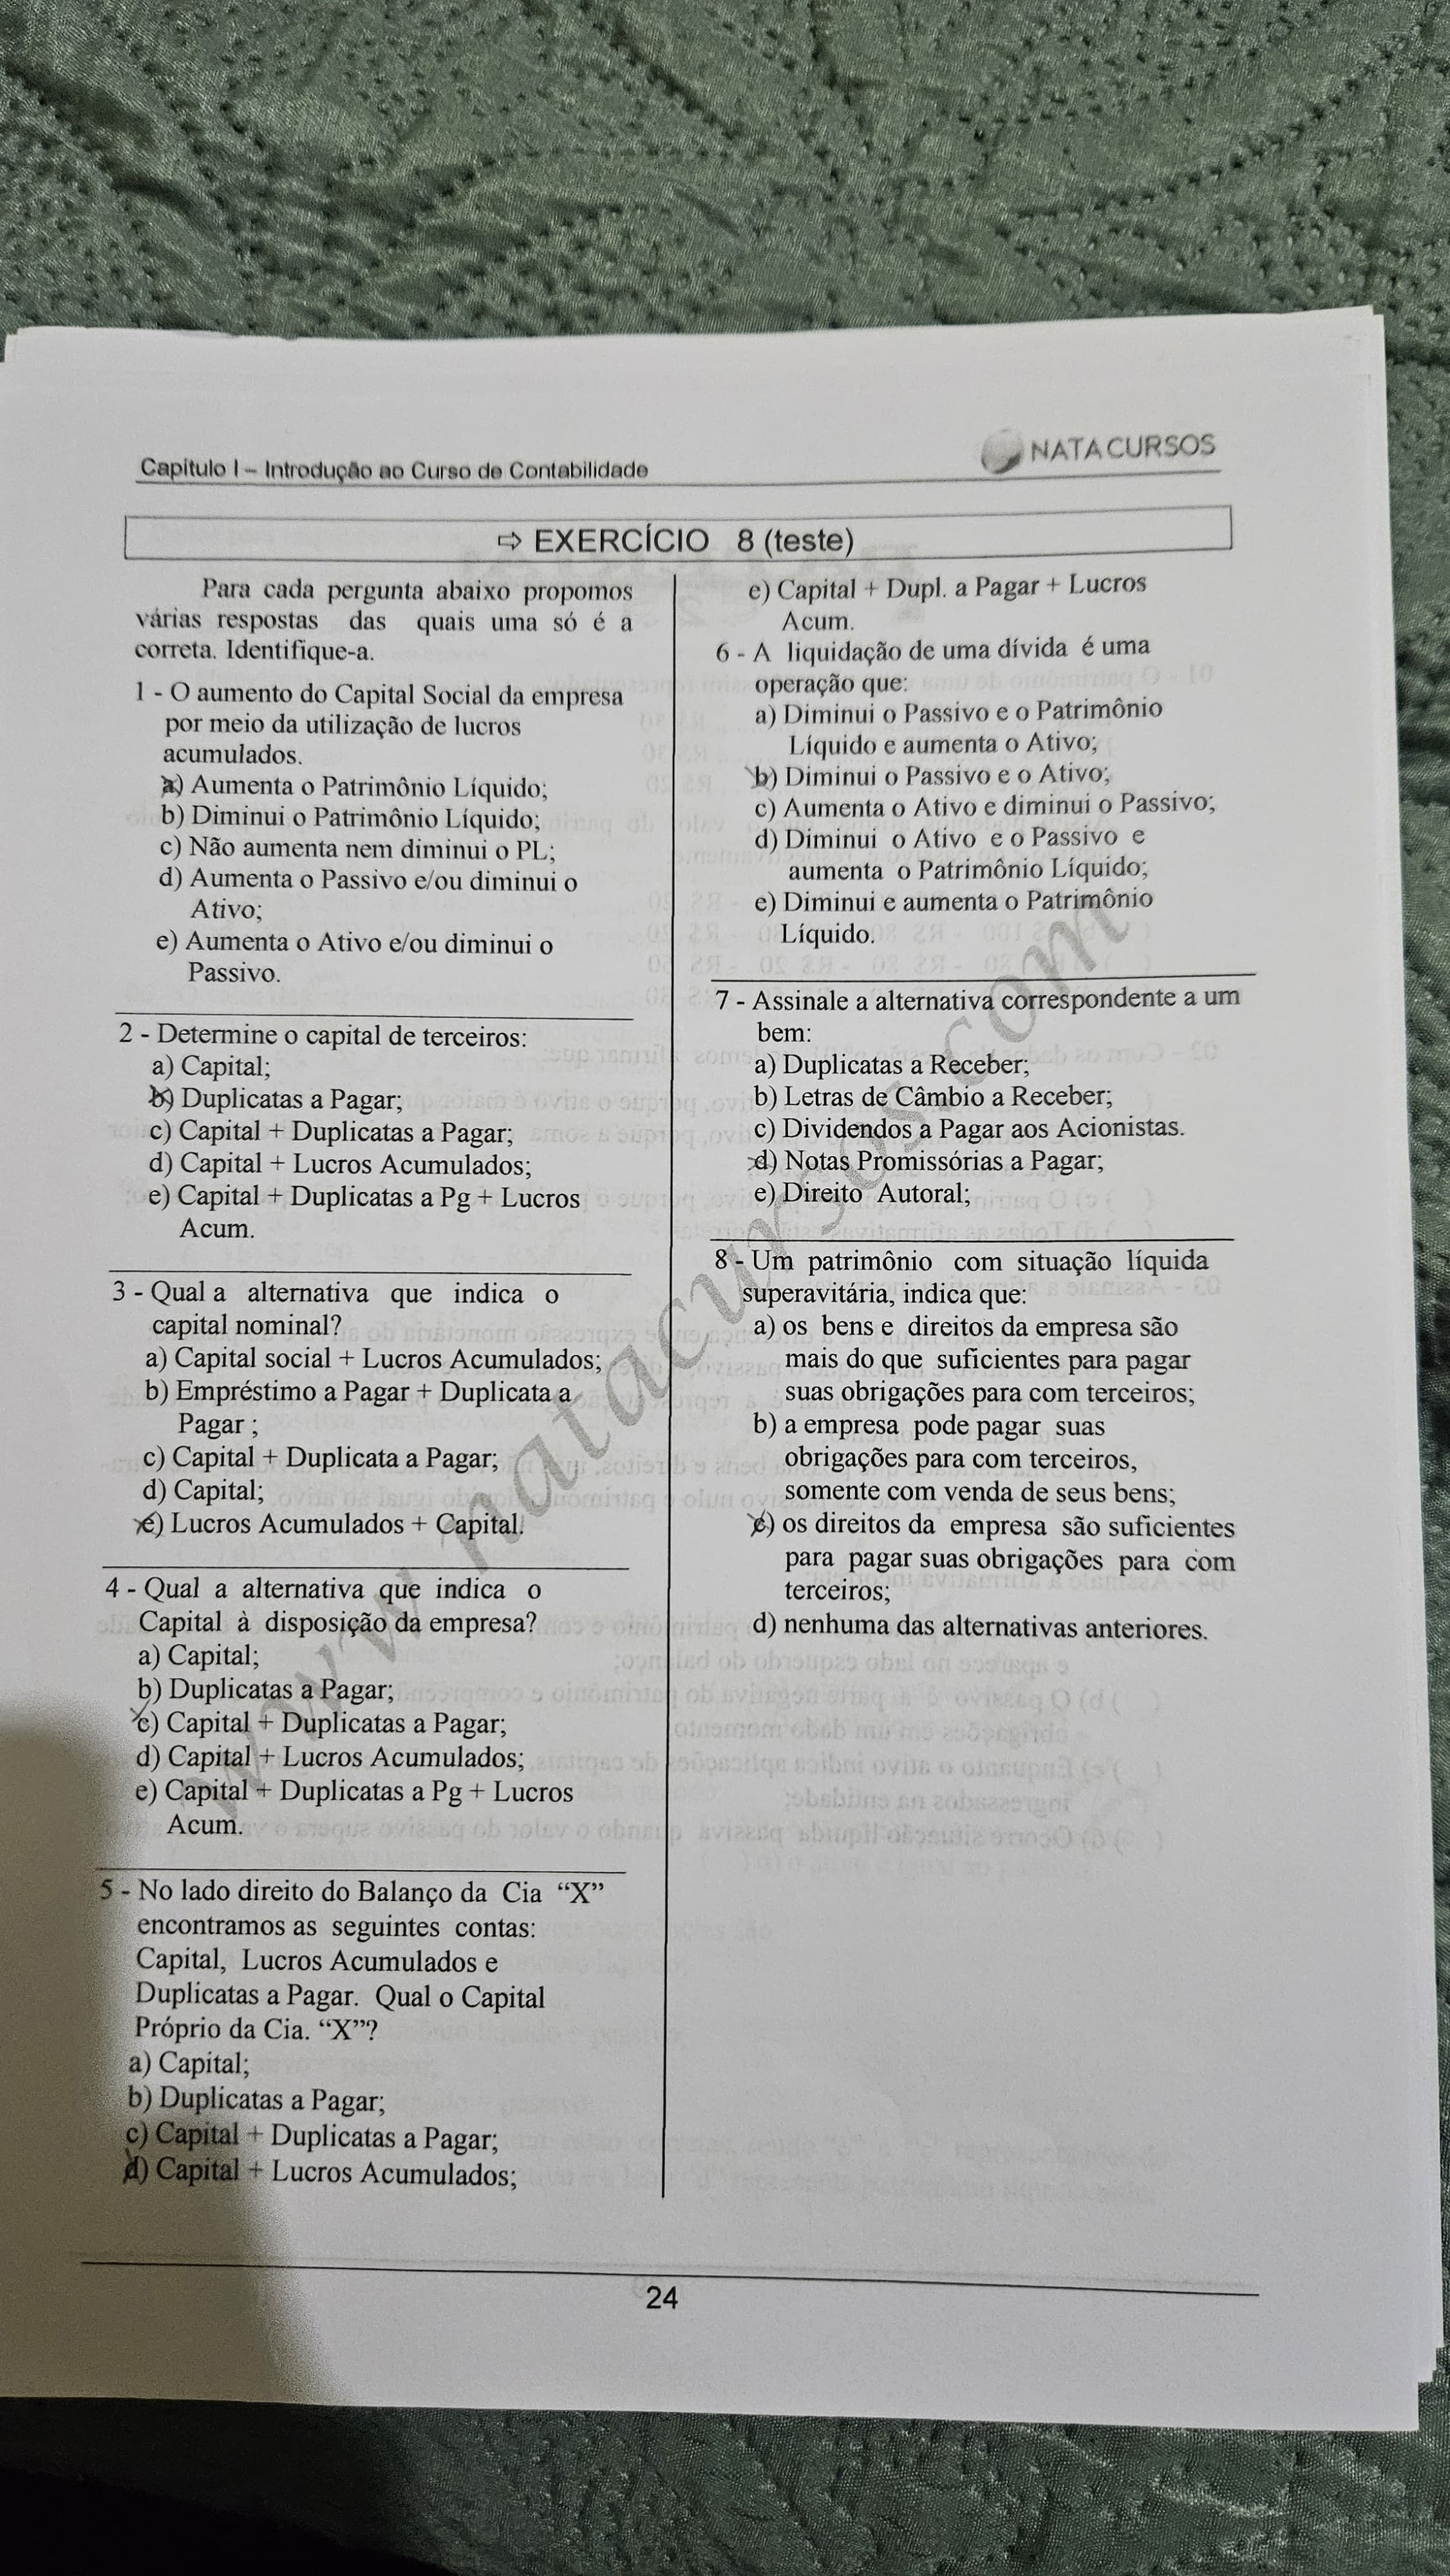 Capítulo I – Introdução ao Curso de Contabilidade
NATA CURSOS
⇨ EXERCÍCIO 8 (teste)
Para cada pergunta abaixo propomos
várias respostas das quais uma só é a
correta. Identifique-a.
1 - O aumento do Capital Social da empresa
por meio da utilização de lucros
acumulados.
a) Aumenta o Patrimônio Líquido;
b) Diminui o Patrimônio Líquido;
c) Não aumenta nem diminui o PL;
d) Aumenta o Passivo e/ou diminui o
Ativo;
e) Aumenta o Ativo e/ou diminui o
Passivo.
2 - Determine o capital de terceiros:
a) Capital;
b) Duplicatas a Pagar;
c) Capital + Duplicatas a Pagar;
d) Capital + Lucros Acumulados;
e) Capital + Duplicatas a Pg + Lucros
Acum.
3 - Qual a alternativa que indica o
capital nominal?
a) Capital social + Lucros Acumulados;
b) Empréstimo a Pagar + Duplicata a
Pagar ;
c) Capital + Duplicata a Pagar;
d) Capital;
e) Lucros Acumulados + Capital.
4 - Qual a alternativa que indica o
Capital à disposição da empresa?
a) Capital;
b) Duplicatas a Pagar;
c) Capital + Duplicatas a Pagar;
d) Capital + Lucros Acumulados;
e) Capital + Duplicatas a Pg + Lucros
Acum.
5 - No lado direito do Balanço da Cia “X”
encontramos as seguintes contas:
Capital, Lucros Acumulados e
Duplicatas a Pagar. Qual o Capital
Próprio da Cia. “X”?
a) Capital;
b) Duplicatas a Pagar;
c) Capital + Duplicatas a Pagar;
d) Capital + Lucros Acumulados;
e) Capital + Dupl. a Pagar + Lucros
Acum.
6 - A liquidação de uma dívida é uma
operação que:
a) Diminui o Passivo e o Patrimônio
Líquido e aumenta o Ativo;
b) Diminui o Passivo e o Ativo;
c) Aumenta o Ativo e diminui o Passivo;
d) Diminui o Ativo e o Passivo e
aumenta o Patrimônio Líquido;
e) Diminui e aumenta o Patrimônio
Líquido.
7 - Assinale a alternativa correspondente a um
bem:
a) Duplicatas a Receber;
b) Letras de Câmbio a Receber;
c) Dividendos a Pagar aos Acionistas.
d) Notas Promissórias a Pagar;
e) Direito Autoral;
8 - Um patrimônio com situação líquida
superavitária, indica que:
a) os bens e direitos da empresa são
mais do que suficientes para pagar
suas obrigações para com terceiros;
b) a empresa pode pagar suas
obrigações para com terceiros,
somente com venda de seus bens;
c) os direitos da empresa são suficientes
para pagar suas obrigações para com
terceiros;
d) nenhuma das alternativas anteriores.
www.natacursos.com
24